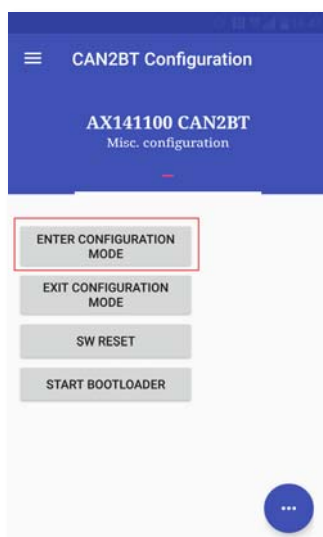 CAN2BT Configuration
AX141100 CAN2BT
Misc. configuration
ENTER CONFIGURATION
MODE
EXIT CONFIGURATION
MODE
SW RESET
START BOOTLOADER